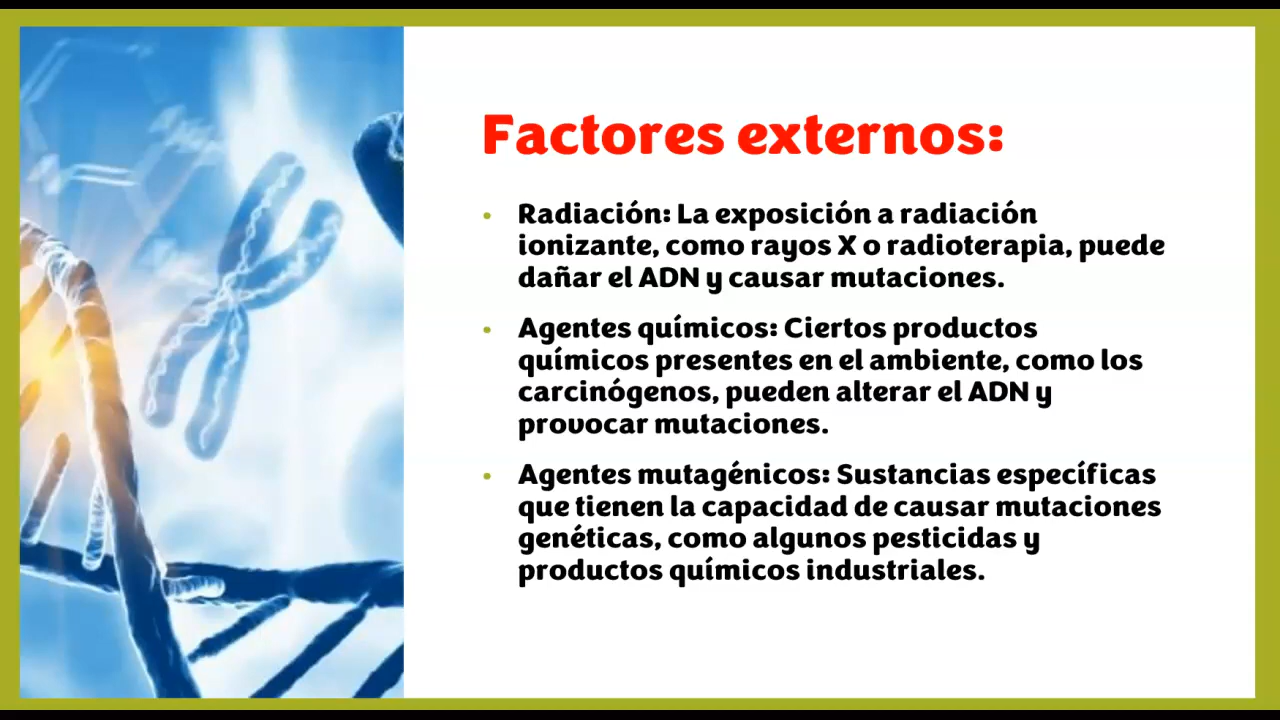 Factores externos:
• Radiación: La exposición a radiación
ionizante, como rayos X o radioterapia, puede
dañar el ADN y causar mutaciones.
• Agentes químicos: Ciertos productos
químicos presentes en el ambiente, como los
carcinógenos, pueden alterar el ADN y
provocar mutaciones.
• Agentes mutagénicos: Sustancias específicas
que tienen la capacidad de causar mutaciones
genéticas, como algunos pesticidas y
productos químicos industriales.